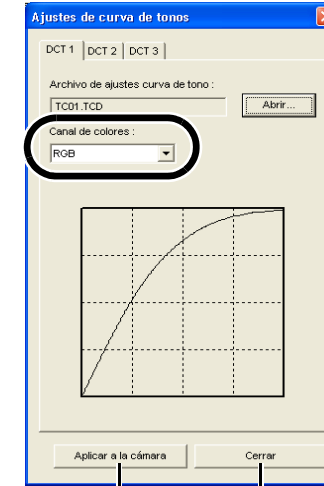 Ajustes de curva de tonos
DCT 1 DCT 2 DCT 3
Archivo de ajustes curva de tono :
TC01.TCD Abrir...
Canal de colores :
RGB
Aplicar a la cámara Cerrar